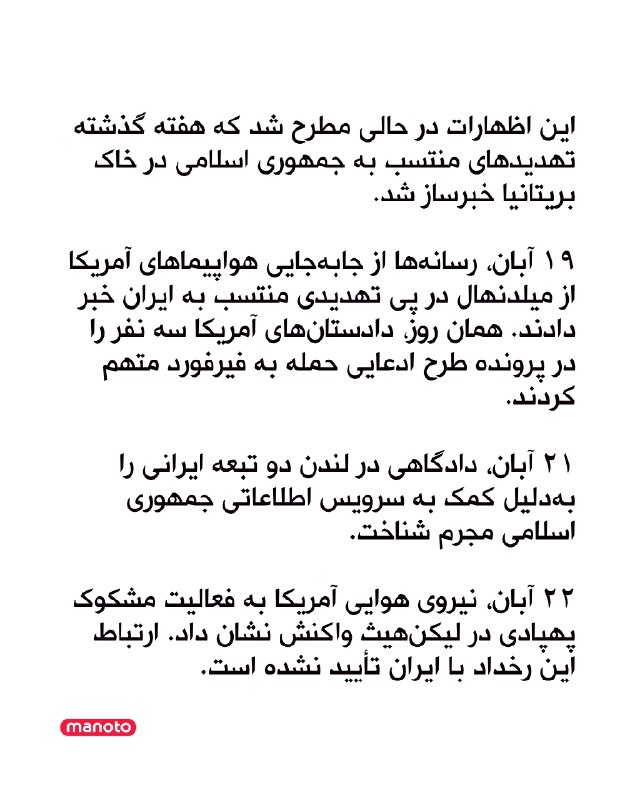 این اظهارات در حالی مطرح شد که هفته گذشته
تهدیدهای منتسب به جمهوری اسلامی در خاک
بریتانیا خبرساز شد.
۱۹ آبان، رسانه‌ها از جابه‌جایی هواپیماهای آمریکا
از میلدنهال در پی تهدیدی منتسب به ایران خبر
دادند. همان روز، دادستان‌های آمریکا سه نفر را
در پرونده طرح ادعایی حمله به فیرفورد متهم
کردند.
۲۱ آبان، دادگاهی در لندن دو تبعه ایرانی را
به‌دلیل کمک به سرویس اطلاعاتی جمهوری
اسلامی مجرم شناخت.
۲۲ آبان، نیروی هوایی آمریکا به فعالیت مشکوک
پهپادی در لیکن‌هیث واکنش نشان داد. ارتباط
این رخداد با ایران تأیید نشده است.
manoto